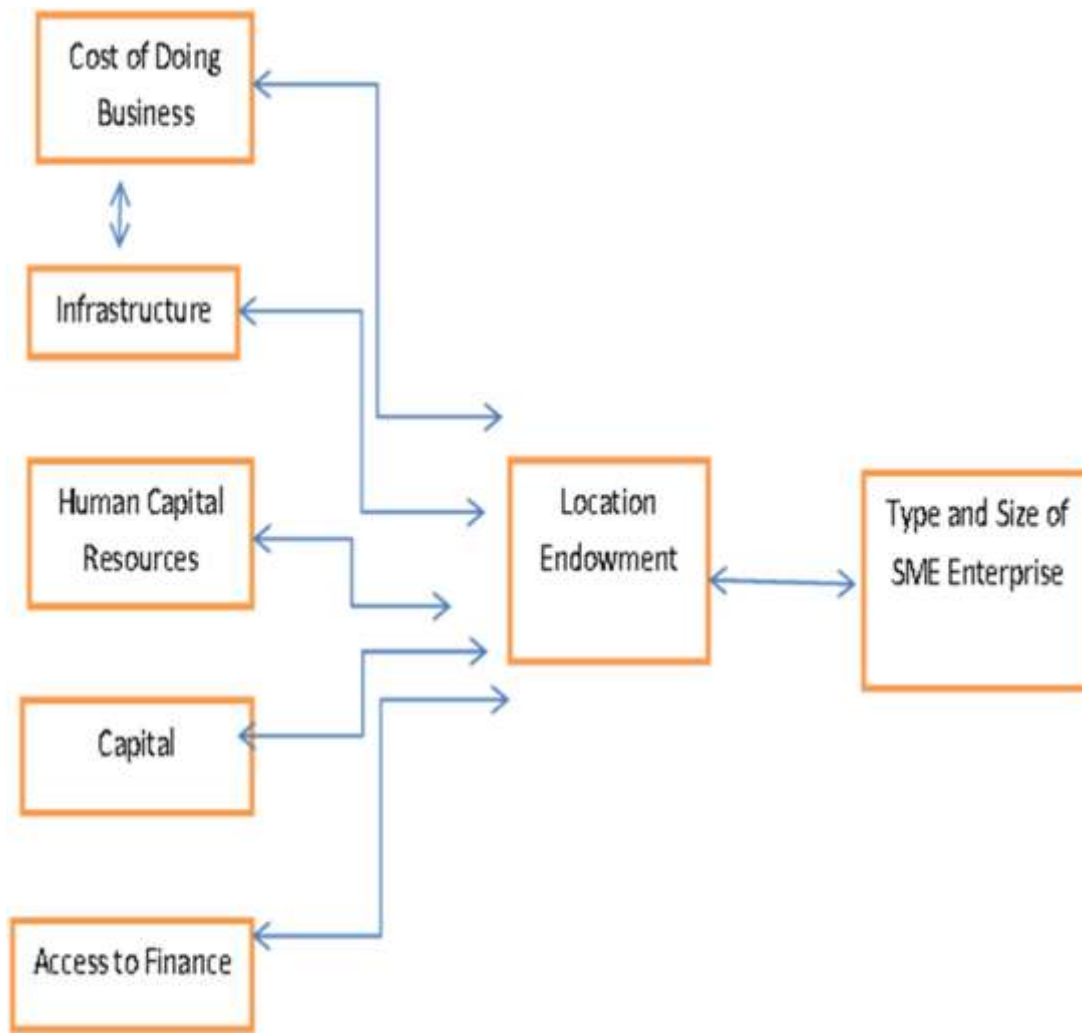 Cost of Doing
Business
Infrastructure
Human Capital
Resources
Capital
Access to Finance
Location
Endowment
Type and Size of
SME Enterprise